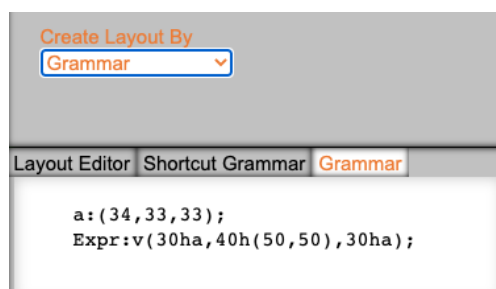 Create Layout By
Grammar
Layout Editor Shortcut Grammar Grammar
a:(34,33,33);
Expr:v(30ha,40h(50,50),30ha);